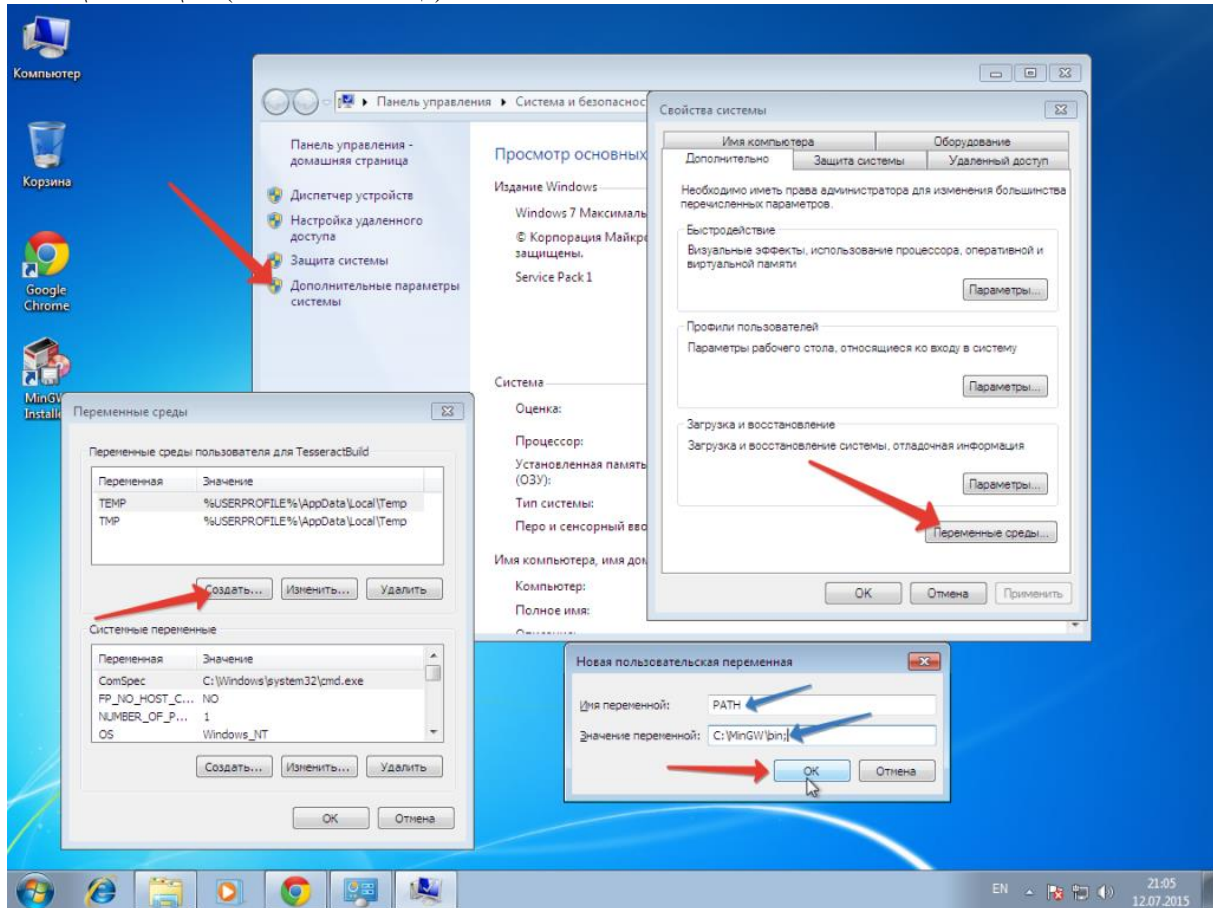 Компьютер
Корзина
Google
Chrome
MinGW
Панель управления ▸ Система и безопасност
Панель управления -
домашняя страница
Диспетчер устройств
Настройка удаленного
доступа
Защита системы
Дополнительные параметры
системы
Просмотр основных
Издание Windows
Windows 7 Максималь
© Корпорация Майкро
защищены.
Service Pack 1
Система
Оценка:
Процессор:
Установленная память
(ОЗУ):
Тип системы:
Перо и сенсорный вво
Имя компьютера, имя дом
Компьютер:
Полное имя:
Свойства системы
Имя компьютера
Оборудование
Дополнительно
Защита системы
Удаленный доступ
Необходимо иметь права администратора для изменения большинства
перечисленных параметров.
Быстродействие
Визуальные эффекты, использование процессора, оперативной и
виртуальной памяти
Параметры...
Профили пользователей
Параметры рабочего стола, относящиеся ко входу в систему
Параметры...
Загрузка и восстановление
Загрузка и восстановление системы, отладочная информация
Параметры...
Переменные среды...
OK Отмена Применить
Переменные среды
Переменные среды пользователя для TesseractBuild
Переменная Значение
TEMP %USERPROFILE%\AppData\Local\Temp
TMP %USERPROFILE%\AppData\Local\Temp
Создать... Изменить... Удалить
Системные переменные
Переменная Значение
ComSpec C:\Windows\system32\cmd.exe
FP_NO_HOST_C... NO
NUMBER_OF_P... 1
OS Windows_NT
Создать... Изменить... Удалить
OK Отмена
Новая пользовательская переменная
Имя переменной: PATH
Значение переменной: C:\MinGW\bin;
OK Отмена
EN
21:05
12.07.2015